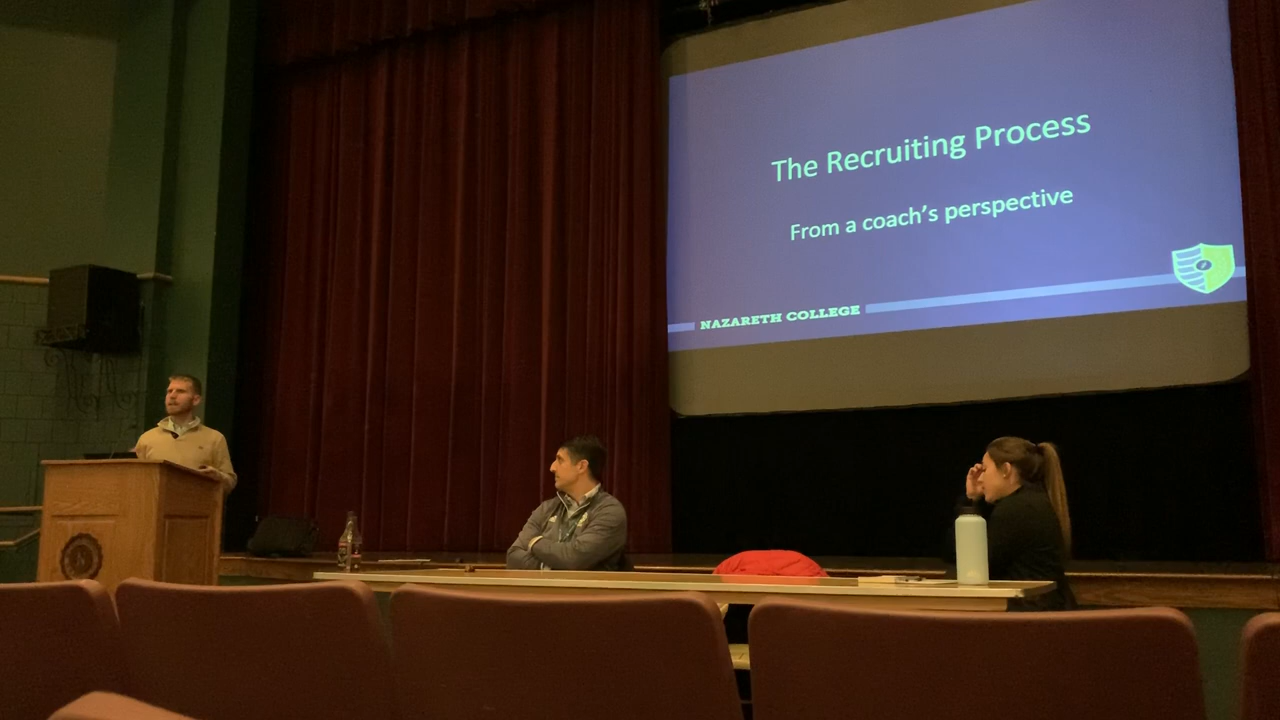 The Recruiting Process
From a coach's perspective
NAZARETH COLLEGE